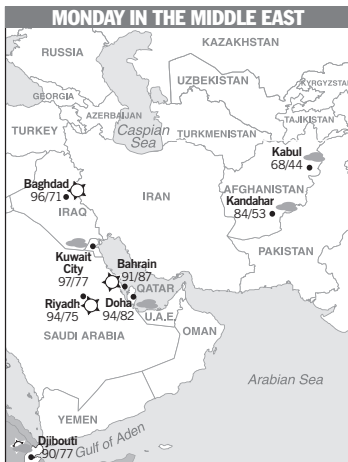 MONDAY IN THE MIDDLE EAST
KAZAKHSTAN
RUSSIA
UZBEKISTAN
KYRGYZSTAN
GEORGIA
AZERBAIJAN
TAJIKISTAN
TURKEY
Caspian
Sea
TURKMENISTAN
Kabul
68/44
Baghdad
96/71
IRAQ
IRAN
AFGHANISTAN
Kandahar
84/53
PAKISTAN
Kuwait
City
97/77
Bahrain
91/87
QATAR
Riyadh
94/75
Doha
94/82
U.A.E.
SAUDI ARABIA
OMAN
Arabian Sea
YEMEN
Djibouti
90/77
Gulf of Aden